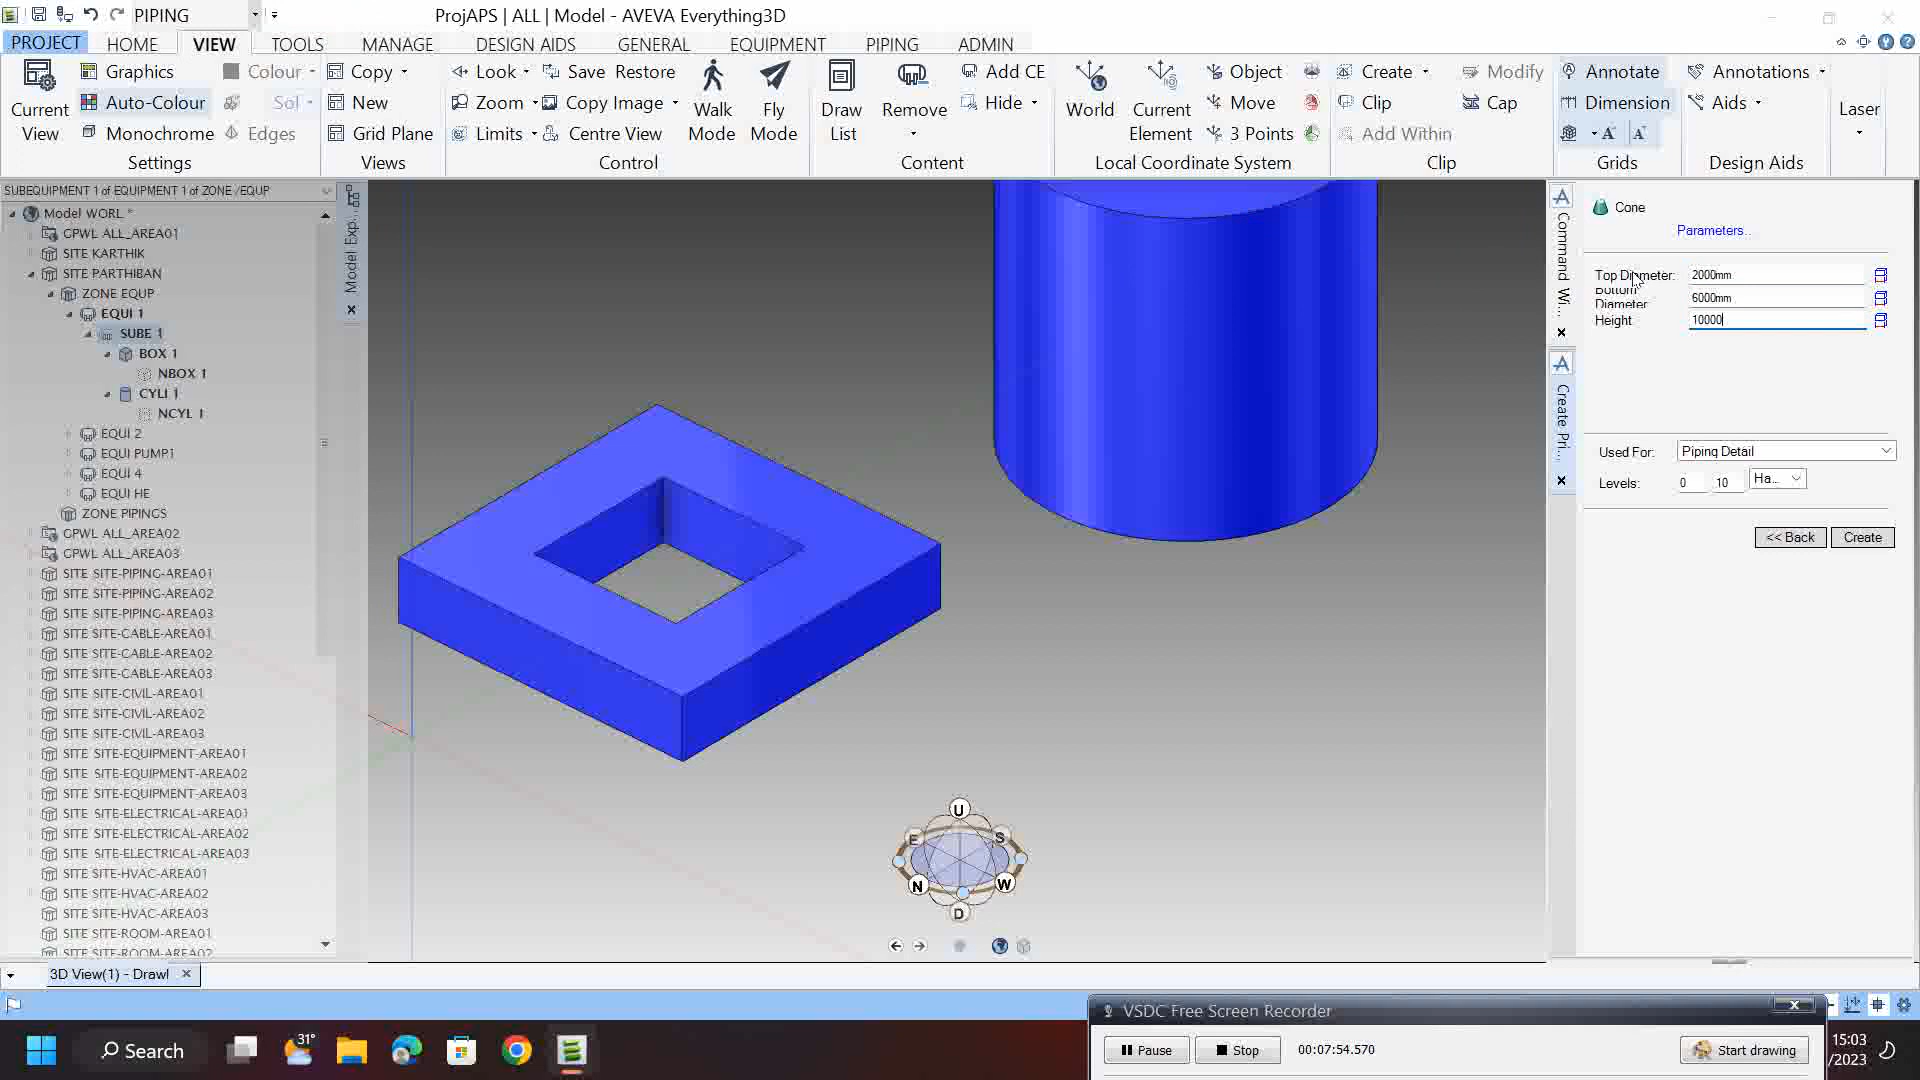 PIPING
ProjAPS | ALL | Model - AVEVA Everything3D
PROJECT HOME VIEW TOOLS MANAGE DESIGN AIDS GENERAL EQUIPMENT PIPING ADMIN
Current View
Graphics
Auto-Colour
Monochrome
Colour
Sol
Edges
Settings
Copy
New
Grid Plane
Views
Look
Zoom
Limits
Save Restore
Copy Image
Centre View
Walk Mode
Fly Mode
Control
Draw List
Remove
Add CE
Hide
Content
World
Current Element
Object
Move
3 Points
Local Coordinate System
Create
Clip
Add Within
Modify
Cap
Clip
Annotate
Dimension
Grids
Annotations
Aids
Design Aids
Laser
SUBEQUIPMENT 1 of EQUIPMENT 1 of ZONE /EQUP
Model WORL *
GPWL ALL_AREA01
SITE KARTHIK
SITE PARTHIBAN
ZONE EQUP
EQUI 1
SUBE 1
BOX 1
NBOX 1
CYLI 1
NCYL 1
EQUI 2
EQUI PUMP1
EQUI 4
EQUI HE
ZONE PIPINGS
GPWL ALL_AREA02
GPWL ALL_AREA03
SITE SITE-PIPING-AREA01
SITE SITE-PIPING-AREA02
SITE SITE-PIPING-AREA03
SITE SITE-CABLE-AREA01
SITE SITE-CABLE-AREA02
SITE SITE-CABLE-AREA03
SITE SITE-CIVIL-AREA01
SITE SITE-CIVIL-AREA02
SITE SITE-CIVIL-AREA03
SITE SITE-EQUIPMENT-AREA01
SITE SITE-EQUIPMENT-AREA02
SITE SITE-EQUIPMENT-AREA03
SITE SITE-ELECTRICAL-AREA01
SITE SITE-ELECTRICAL-AREA02
SITE SITE-ELECTRICAL-AREA03
SITE SITE-HVAC-AREA01
SITE SITE-HVAC-AREA02
SITE SITE-HVAC-AREA03
SITE SITE-ROOM-AREA01
SITE SITE-ROOM-AREA02
Model Exp...
U
E S
N W
D
Command Wi...
Create Pri...
Cone
Parameters..
Top Diameter: 2000mm
Bottom Diameter 6000mm
Height 10000
Used For: Piping Detail
Levels: 0 10 Ha...
<< Back Create
3D View(1) - Drawl
VSDC Free Screen Recorder
Pause Stop 00:07:54.570 Start drawing
31°
Search
15:03
/2023